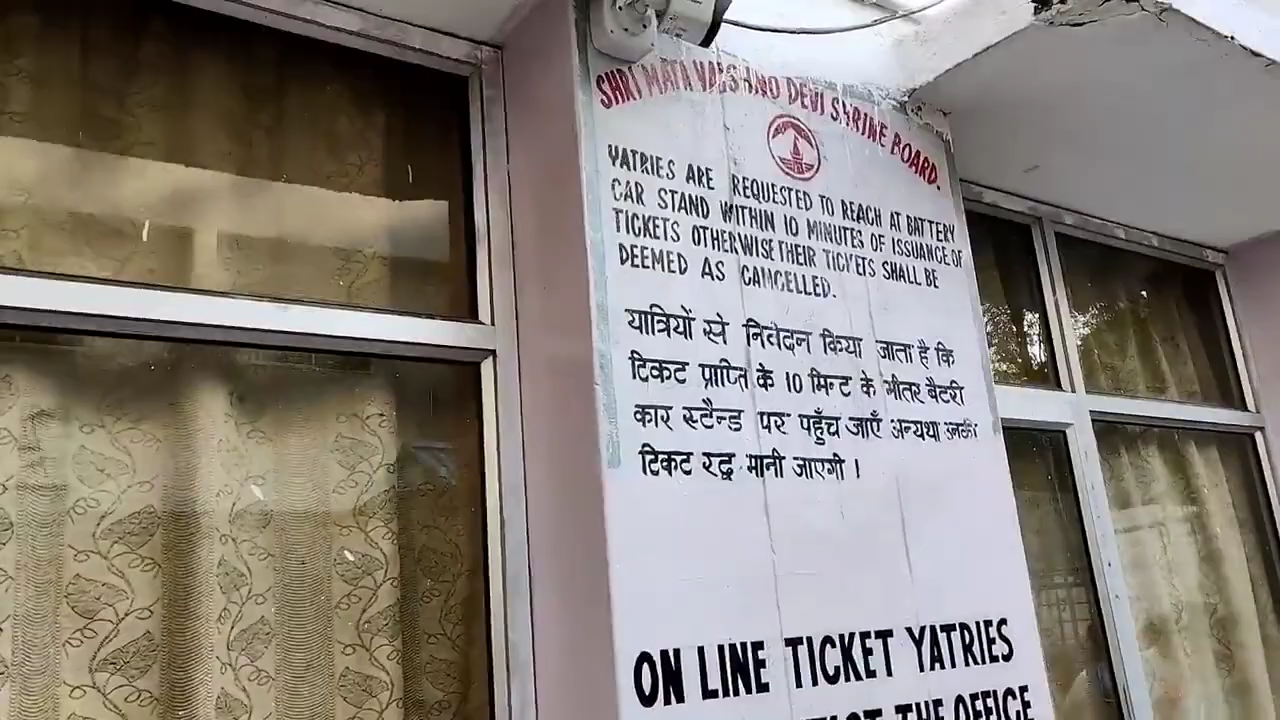 SHRI MATA VAISHNO DEVI SHRINE BOARD.
YATRIES ARE REQUESTED TO REACH AT BATTERY
CAR STAND WITHIN 10 MINUTES OF ISSUANCE OF
TICKETS OTHERWISE THEIR TICKETS SHALL BE
DEEMED AS CANCELLED.
यात्रियों से निवेदन किया जाता है कि
टिकट प्राप्ति के 10 मिन्ट के भीतर बैटरी
कार स्टैन्ड पर पहुँच जाएँ अन्यथा उनकी
टिकट रद्ध मानी जाएगी ।
ON LINE TICKET YATRIES
THE OFFICE